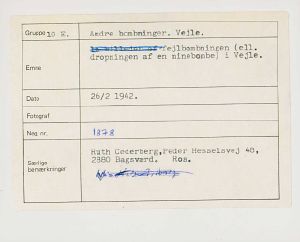 Gruppe 10 E. Andre bombninger. Vejle.
fejlbombningen (ell.
dropningen af en minebombe) i Vejle.
Emne
Dato 26/2 1942.
Fotograf
Neg nr. 1878
Særlige bemærkninger
Ruth Cederberg, Peder Hesselsvej 48,
2880 Bagsværd. Ros.